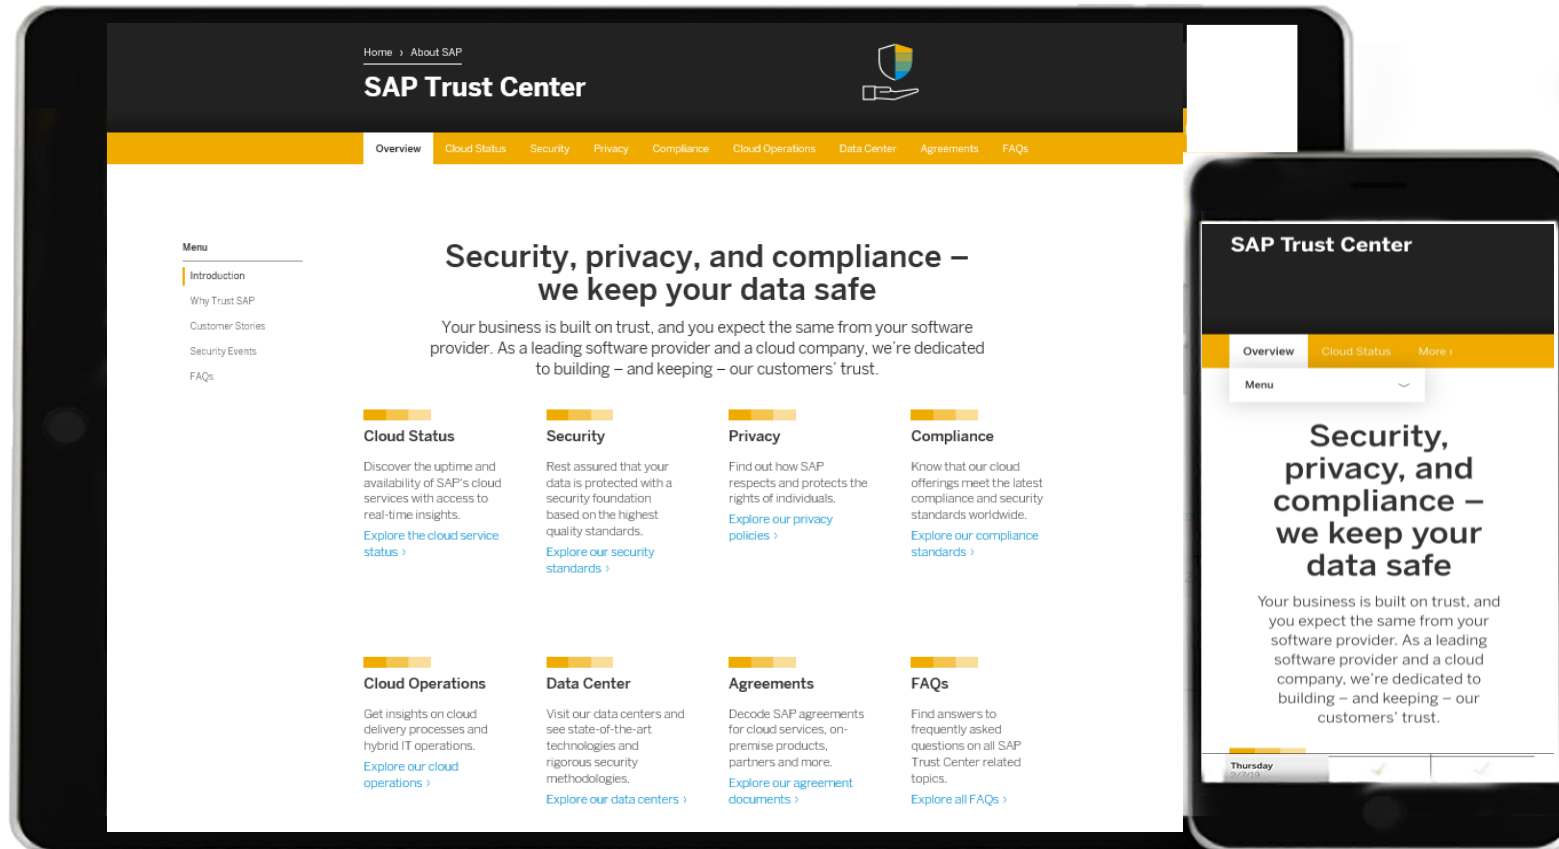 Home › About SAP
SAP Trust Center
Overview Cloud Status Security Privacy Compliance Cloud Operations Data Center Agreements FAQs
Menu
Introduction
Why Trust SAP
Customer Stories
Security Events
FAQs
Security, privacy, and compliance –
we keep your data safe
Your business is built on trust, and you expect the same from your software
provider. As a leading software provider and a cloud company, we're dedicated
to building – and keeping – our customers' trust.
Cloud Status
Discover the uptime and
availability of SAP's cloud
services with access to
real-time insights.
Explore the cloud service
status ›
Security
Rest assured that your
data is protected with a
security foundation
based on the highest
quality standards.
Explore our security
standards ›
Privacy
Find out how SAP
respects and protects the
rights of individuals.
Explore our privacy
policies ›
Compliance
Know that our cloud
offerings meet the latest
compliance and security
standards worldwide.
Explore our compliance
standards ›
Cloud Operations
Get insights on cloud
delivery processes and
hybrid IT operations.
Explore our cloud
operations ›
Data Center
Visit our data centers and
see state-of-the-art
technologies and
rigorous security
methodologies.
Explore our data centers ›
Agreements
Decode SAP agreements
for cloud services, on-
premise products,
partners and more.
Explore our agreement
documents ›
FAQs
Find answers to
frequently asked
questions on all SAP
Trust Center related
topics.
Explore all FAQs ›
SAP Trust Center
Overview Cloud Status More ›
Menu
Security,
privacy, and
compliance –
we keep your
data safe
Your business is built on trust, and
you expect the same from your
software provider. As a leading
software provider and a cloud
company, we're dedicated to
building – and keeping – our
customers' trust.
Thursday
2/7/19